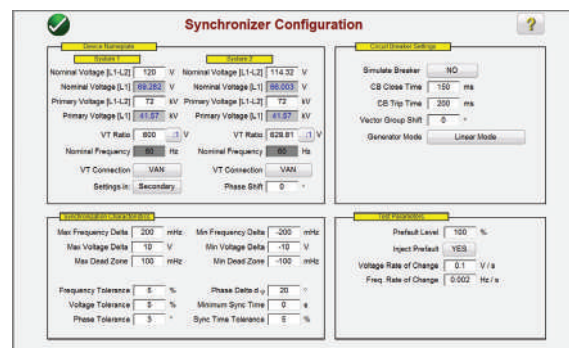 Synchronizer Configuration
?
Device Nameplate
System 1
System 2
Nominal Voltage [L1-L2] 120 V Nominal Voltage [L1-L2] 114.32 V
Nominal Voltage [L1] 69.282 V Nominal Voltage [L1] 66.003 V
Primary Voltage [L1-L2] 72 kV Primary Voltage [L1-L2] 72 kV
Primary Voltage [L1] 41.57 kV Primary Voltage [L1] 41.57 kV
VT Ratio 600 :1 V VT Ratio 629.81 :1 V
Nominal Frequency 60 Hz Nominal Frequency 60 Hz
VT Connection VAN VT Connection VAN
Settings in: Secondary Phase Shift 0 °
Circuit Breaker Settings
Simulate Breaker NO
CB Close Time 150 ms
CB Trip Time 200 ms
Vector Group Shift 0 °
Generator Mode Linear Mode
Synchronization Characteristics
Max Frequency Delta 200 mHz Min Frequency Delta -200 mHz
Max Voltage Delta 10 V Min Voltage Delta -10 V
Max Dead Zone 100 mHz Min Dead Zone -100 mHz
Frequency Tolerance 5 % Phase Delta d φ 20 °
Voltage Tolerance 5 % Minimum Sync Time 0 s
Phase Tolerance 3 ° Sync Time Tolerance 5 %
Test Parameters
Prefault Level 100 %
Inject Prefault YES
Voltage Rate of Change 0.1 V / s
Freq. Rate of Change 0.002 Hz / s